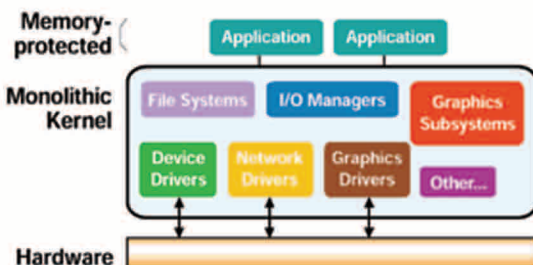 Memory-
protected
Application
Application
Monolithic
Kernel
File Systems
I/O Managers
Graphics
Subsystems
Device
Drivers
Network
Drivers
Graphics
Drivers
Other...
Hardware